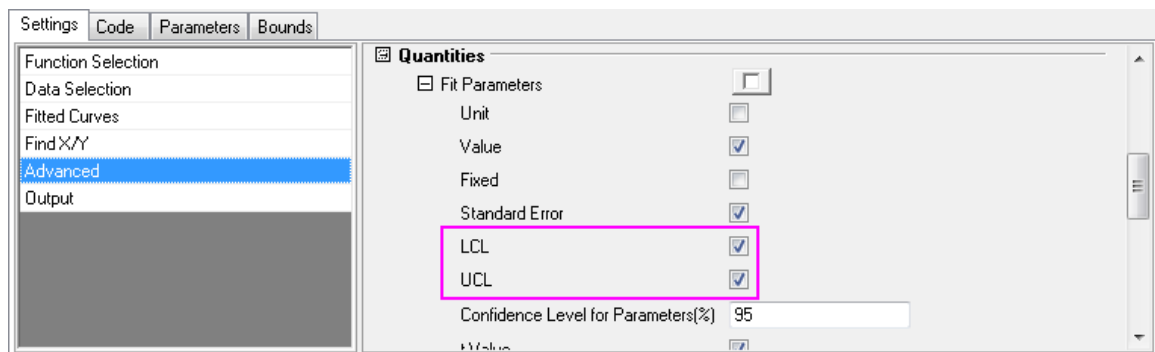 Settings Code Parameters Bounds
Function Selection
Data Selection
Fitted Curves
Find X/Y
Advanced
Output
Quantities
Fit Parameters
Unit
Value
Fixed
Standard Error
LCL
UCL
Confidence Level for Parameters(%) 95
t-Value